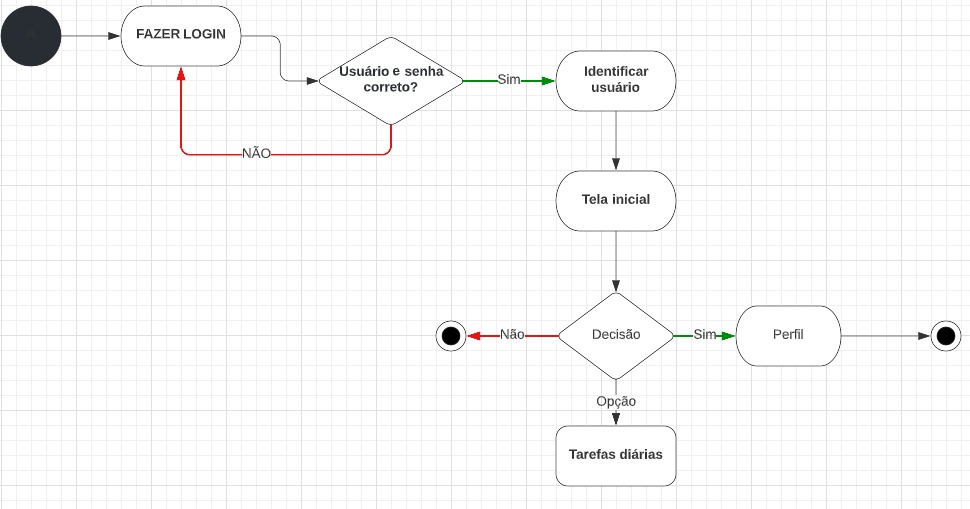 FAZER LOGIN
Usuário e senha
correto?
Sim
Identificar
usuário
NÃO
Tela inicial
Não
Decisão
Sim
Perfil
Opção
Tarefas diárias